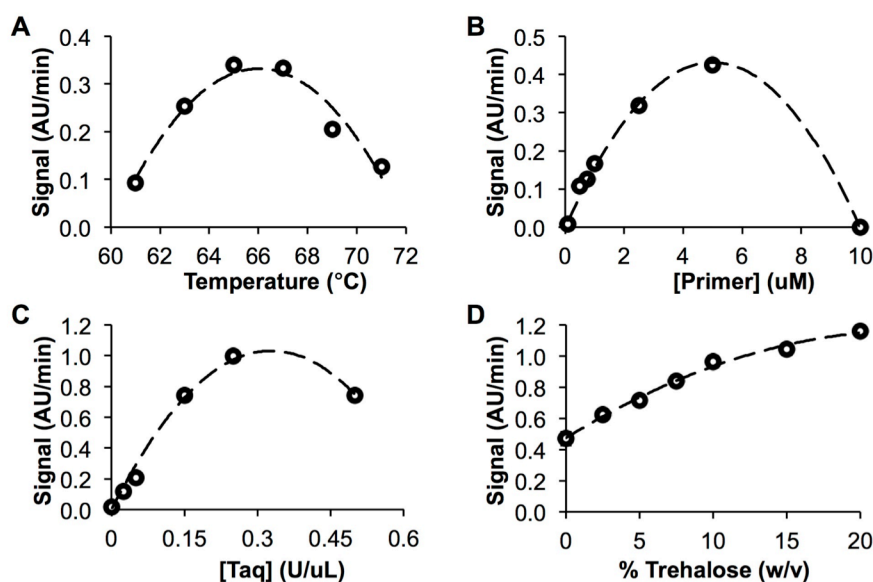 A
Signal (AU/min)
0.4
0.3
0.2
0.1
0.0
60 62 64 66 68 70 72
Temperature (°C)
B
Signal (AU/min)
0.5
0.4
0.3
0.2
0.1
0.0
0 2 4 6 8 10
[Primer] (uM)
C
Signal (AU/min)
1.2
1.0
0.8
0.6
0.4
0.2
0.0
0 0.15 0.3 0.45 0.6
[Taq] (U/uL)
D
Signal (AU/min)
1.2
1.0
0.8
0.6
0.4
0.2
0.0
0 5 10 15 20
% Trehalose (w/v)